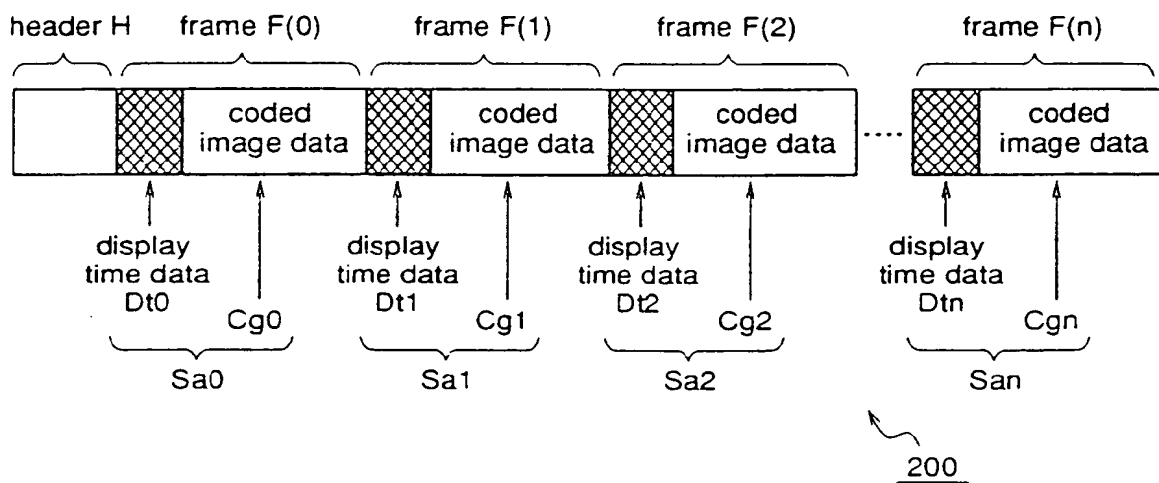 header H frame F(0) frame F(1) frame F(2) frame F(n)
coded coded coded coded
image data image data image data .... image data
display display display display
time data time data time data time data
Dt0 Dt1 Dt2 Dtn
Cg0 Cg1 Cg2 Cgn
Sa0 Sa1 Sa2 San
200